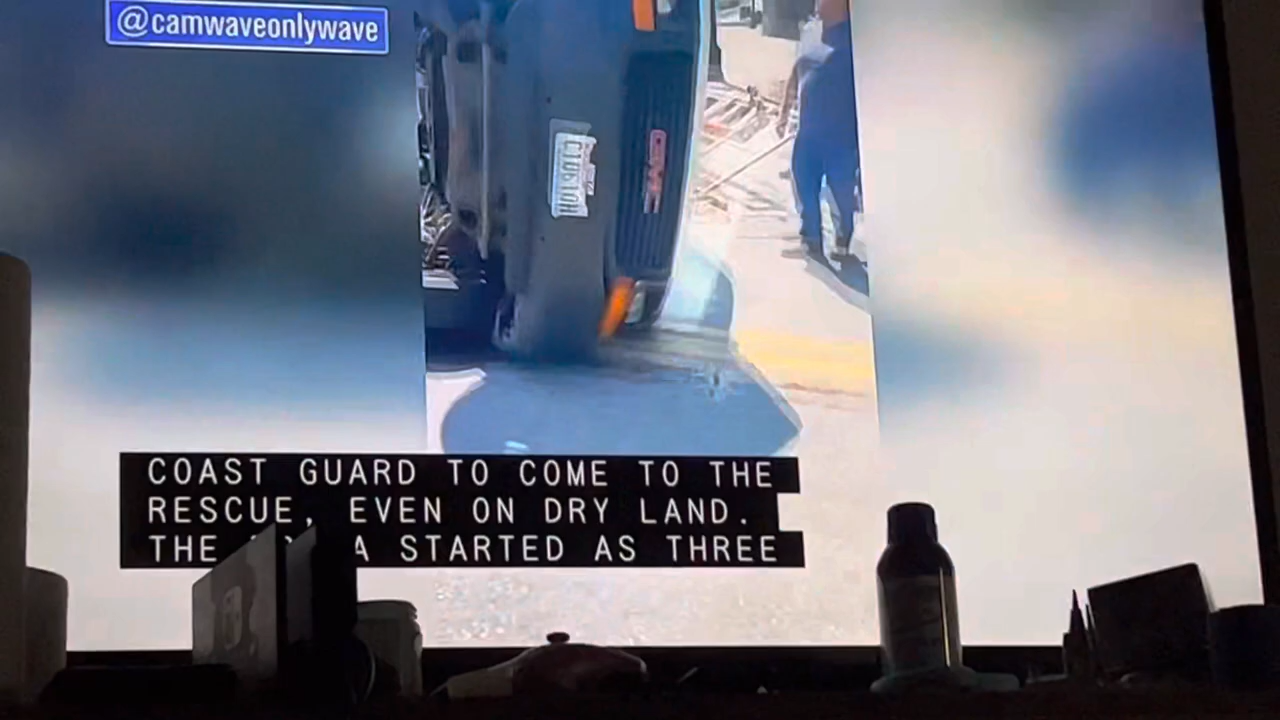 @camwaveonlywave
GMC
COAST GUARD TO COME TO THE
RESCUE, EVEN ON DRY LAND.
THE A STARTED AS THREE